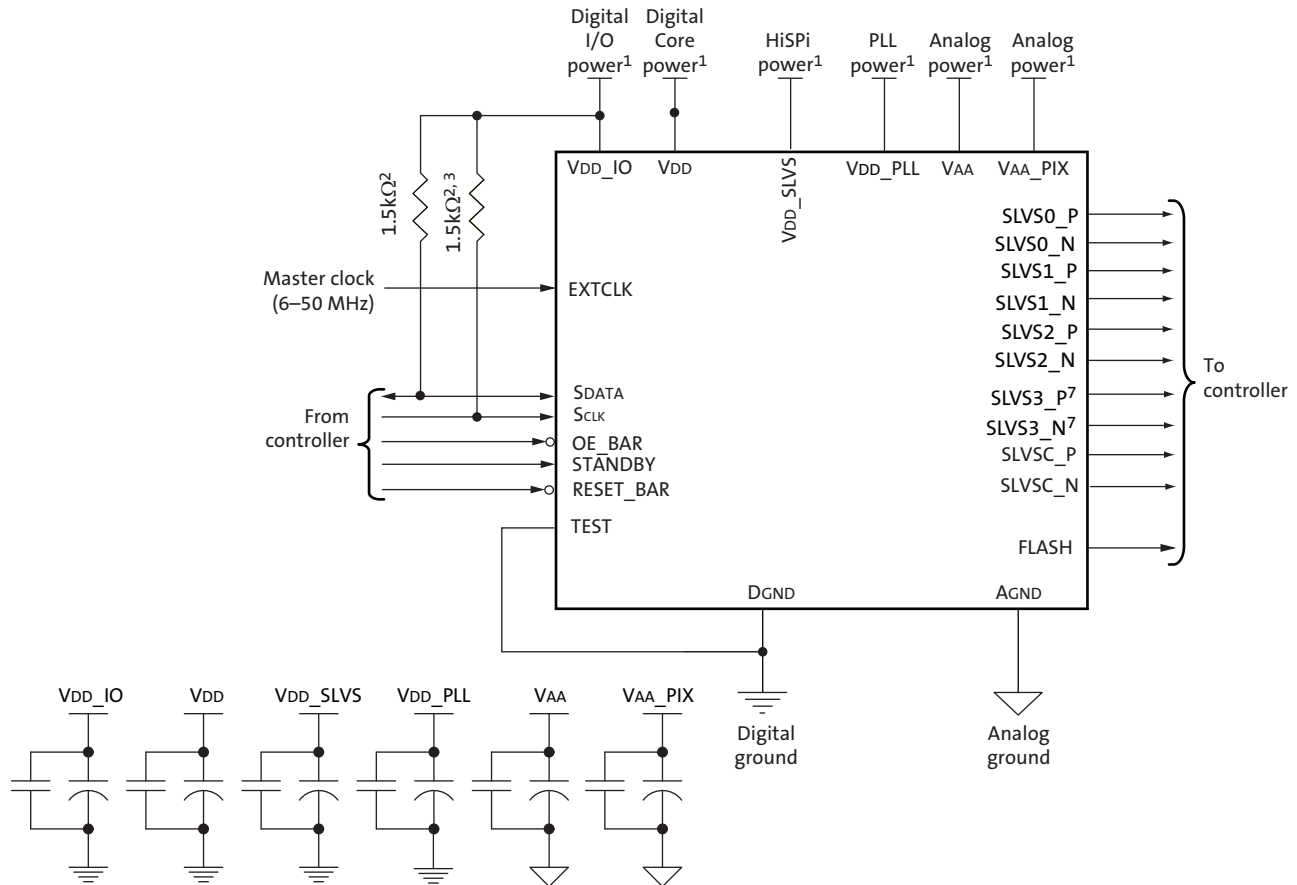 Digital
I/O
power1
Digital
Core
power1
HiSPi
power1
PLL
power1
Analog
power1
Analog
power1
VDD_IO
VDD
VDD_SLVS
VDD_PLL
VAA
VAA_PIX
1.5kΩ2
1.5kΩ2, 3
Master clock
(6–50 MHz)
EXTCLK
From
controller
SDATA
SCLK
OE_BAR
STANDBY
RESET_BAR
TEST
SLVS0_P
SLVS0_N
SLVS1_P
SLVS1_N
SLVS2_P
SLVS2_N
SLVS3_P7
SLVS3_N7
SLVSC_P
SLVSC_N
FLASH
To
controller
DGND
AGND
Digital
ground
Analog
ground
VDD_IO
VDD
VDD_SLVS
VDD_PLL
VAA
VAA_PIX